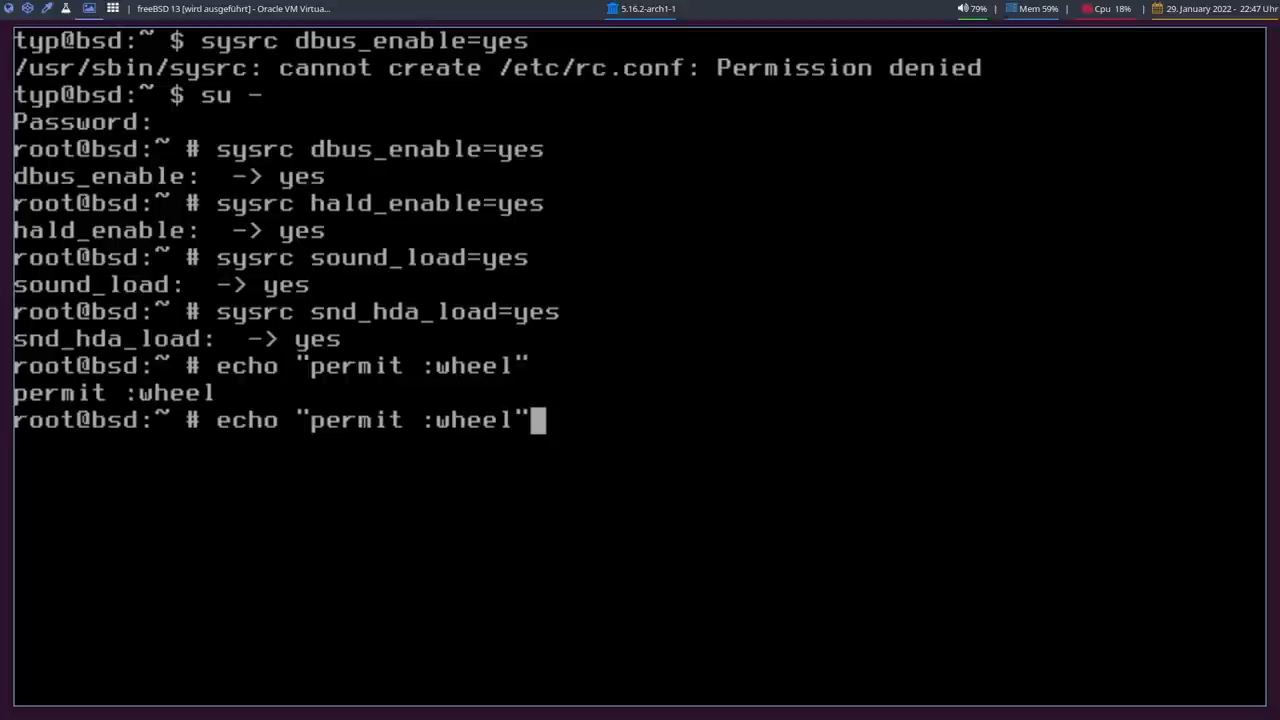 freeBSD 13 [wird ausgeführt] - Oracle VM Virtua... 5.16.2-arch1-1 79% | Mem 59% | Cpu 18% | 29. January 2022 - 22:47 Uhr
typ@bsd:~ $ sysrc dbus_enable=yes
/usr/sbin/sysrc: cannot create /etc/rc.conf: Permission denied
typ@bsd:~ $ su -
Password:
root@bsd:~ # sysrc dbus_enable=yes
dbus_enable:  -> yes
root@bsd:~ # sysrc hald_enable=yes
hald_enable:  -> yes
root@bsd:~ # sysrc sound_load=yes
sound_load:  -> yes
root@bsd:~ # sysrc snd_hda_load=yes
snd_hda_load:  -> yes
root@bsd:~ # echo "permit :wheel"
permit :wheel
root@bsd:~ # echo "permit :wheel"